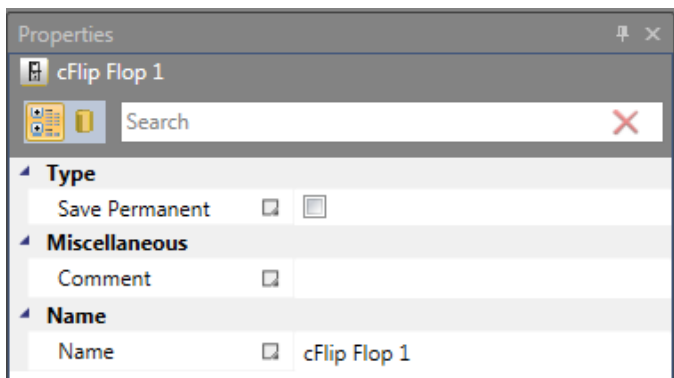 Properties
cFlip Flop 1
Search
Type
Save Permanent
Miscellaneous
Comment
Name
Name cFlip Flop 1